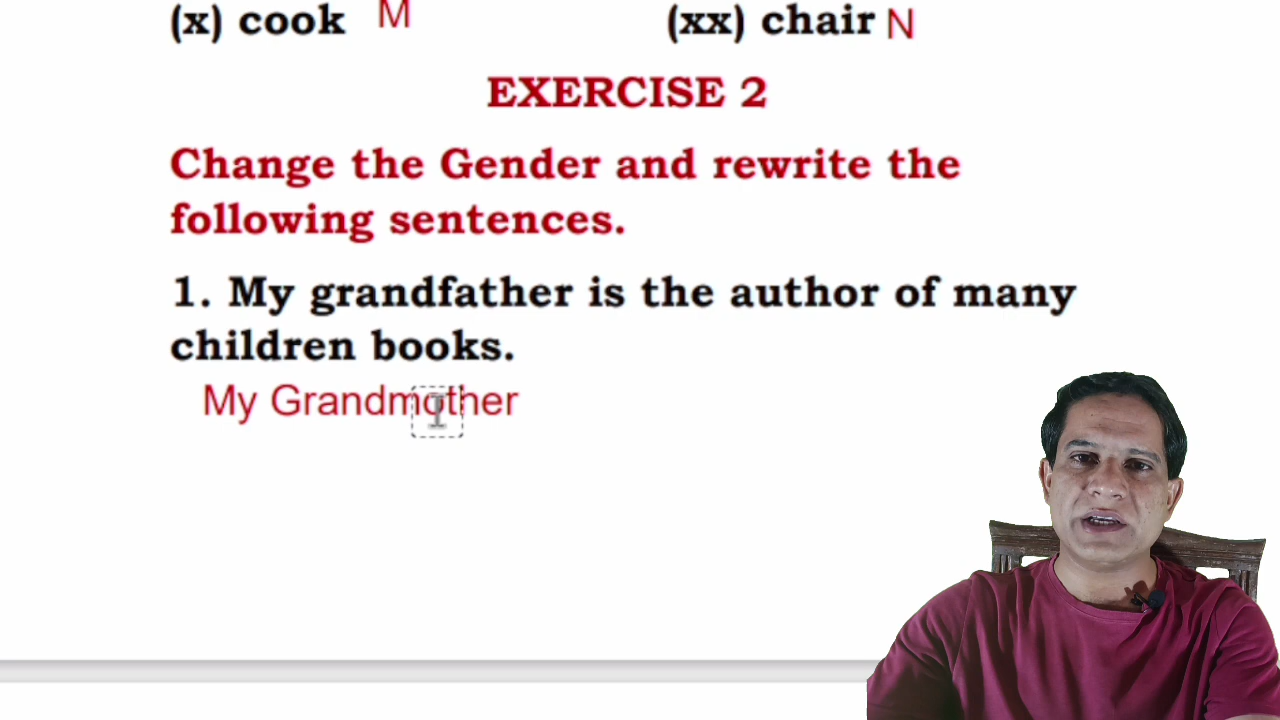 (x) cook M (xx) chair N
EXERCISE 2
Change the Gender and rewrite the
following sentences.
1. My grandfather is the author of many
children books.
My Grandmother